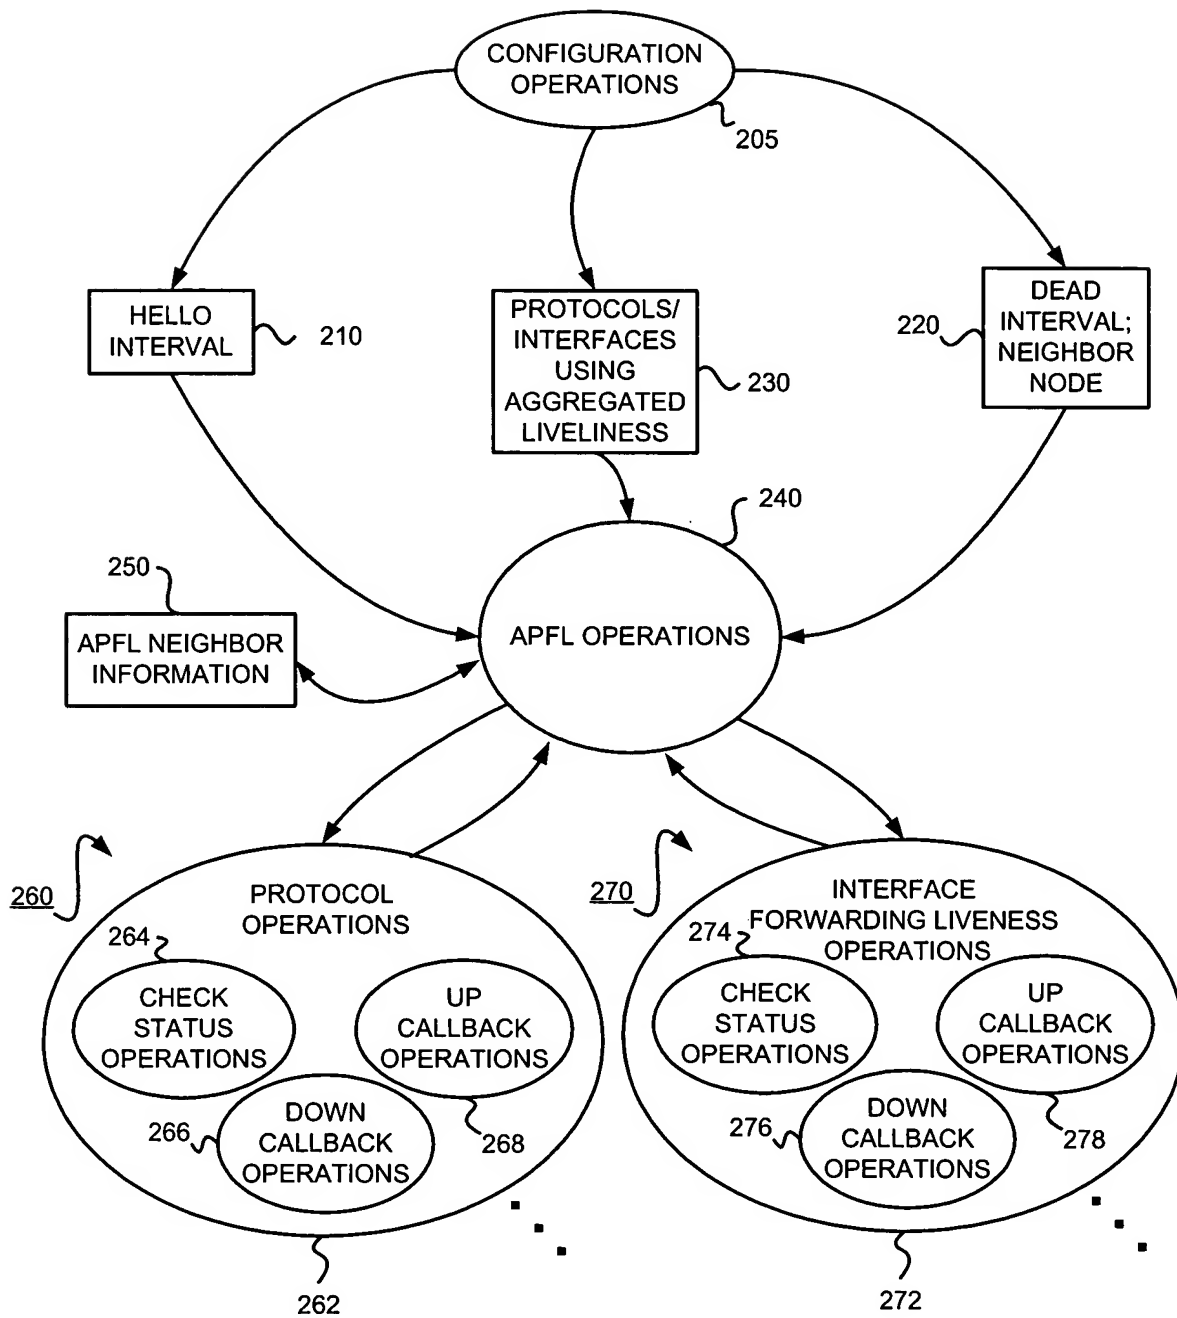 CONFIGURATION
OPERATIONS
205
HELLO
INTERVAL
210
PROTOCOLS/
INTERFACES
USING
AGGREGATED
LIVELINESS
230
220
DEAD
INTERVAL;
NEIGHBOR
NODE
240
APFL OPERATIONS
250
APFL NEIGHBOR
INFORMATION
260
PROTOCOL
OPERATIONS
264
CHECK
STATUS
OPERATIONS
UP
CALLBACK
OPERATIONS
266
DOWN
CALLBACK
OPERATIONS
268
262
270
INTERFACE
FORWARDING LIVENESS
OPERATIONS
274
CHECK
STATUS
OPERATIONS
UP
CALLBACK
OPERATIONS
276
DOWN
CALLBACK
OPERATIONS
278
272